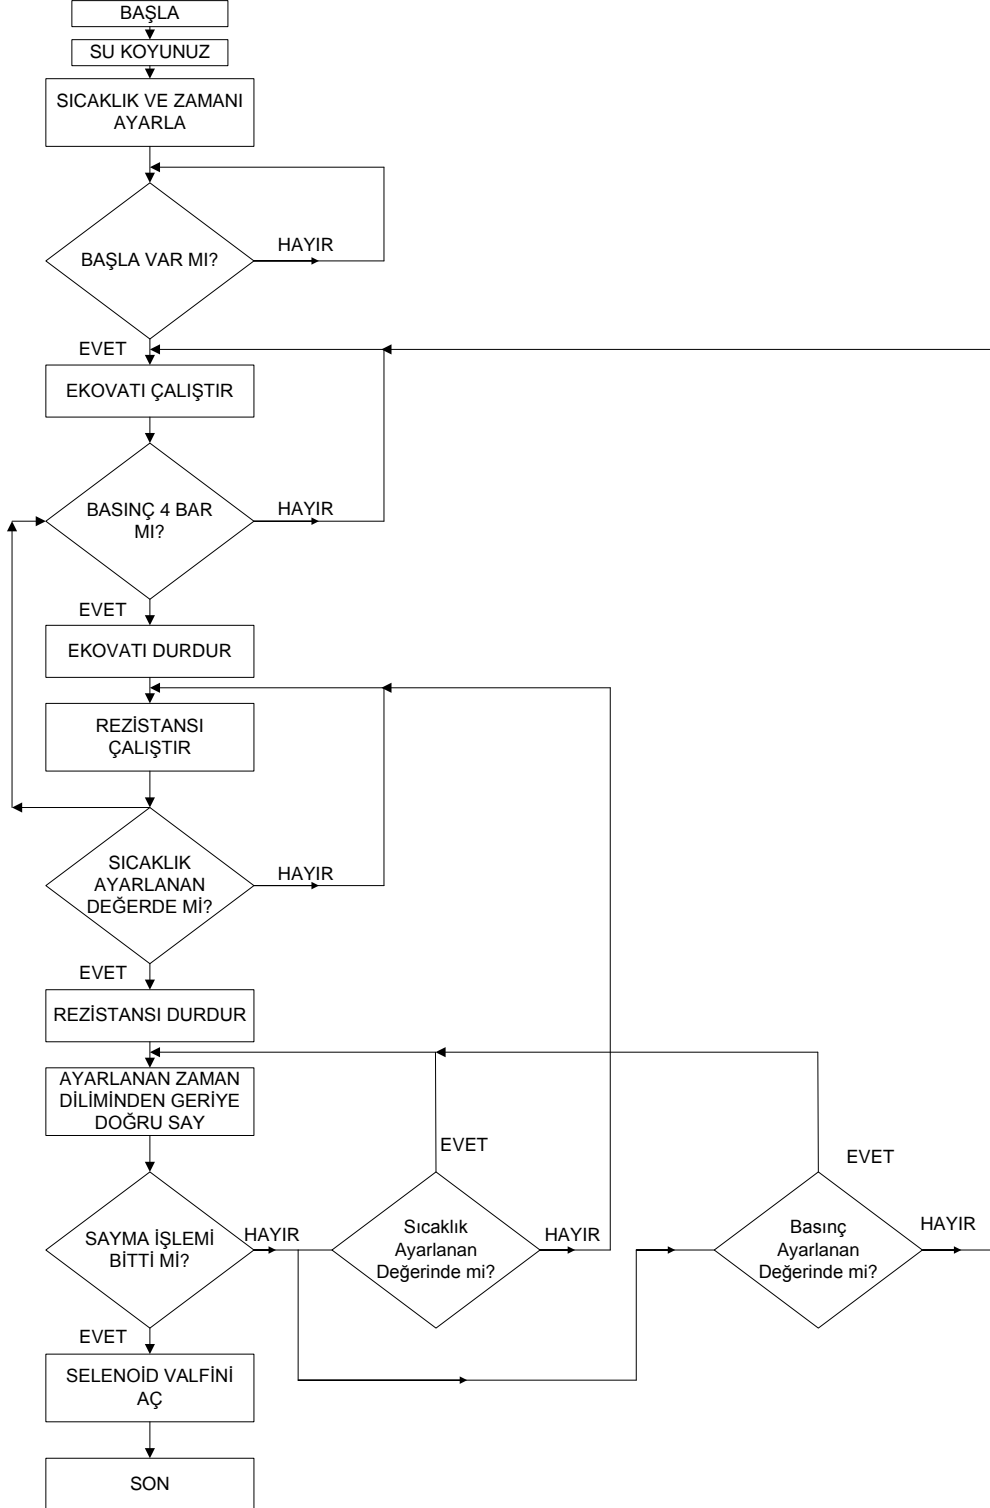 BAŞLA
SU KOYUNUZ
SICAKLIK VE ZAMANI
AYARLA
BAŞLA VAR MI?
HAYIR
EVET
EKOVATI ÇALIŞTIR
BASINÇ 4 BAR
MI?
HAYIR
EVET
EKOVATI DURDUR
REZİSTANSI
ÇALIŞTIR
SICAKLIK
AYARLANAN
DEĞERDE Mİ?
HAYIR
EVET
REZİSTANSI DURDUR
AYARLANAN ZAMAN
DİLİMİNDEN GERİYE
DOĞRU SAY
SAYMA İŞLEMİ
BİTTİ Mİ?
HAYIR
EVET
Sıcaklık
Ayarlanan
Değerinde mi?
HAYIR
EVET
Basınç
Ayarlanan
Değerinde mi?
HAYIR
EVET
SELENOİD VALFİNİ
AÇ
SON